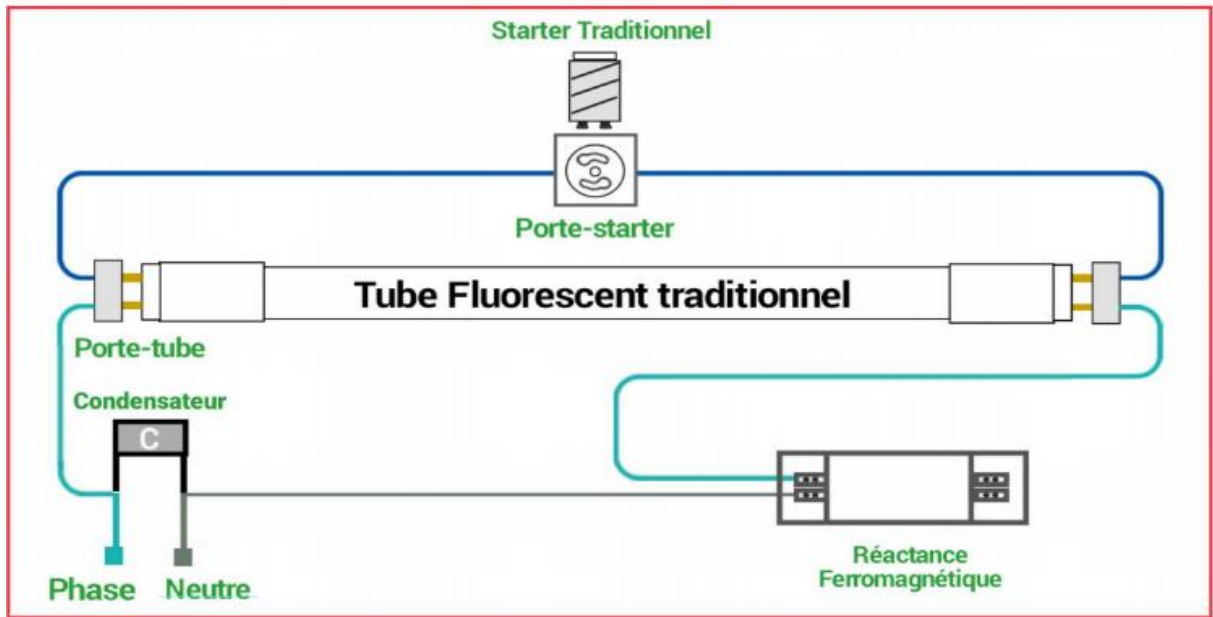 Starter Traditionnel
Porte-starter
Tube Fluorescent traditionnel
Porte-tube
Condensateur
C
Réactance
Ferromagnétique
Phase
Neutre